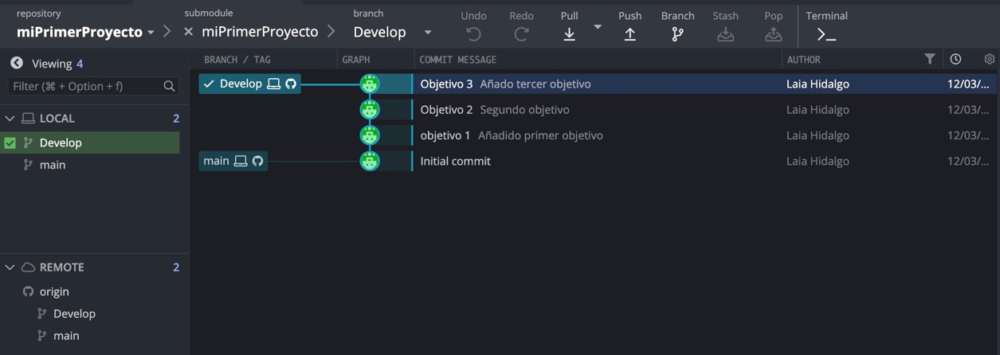 repository
miPrimerProyecto
submodule
miPrimerProyecto
branch
Develop
Undo
Redo
Pull
Push
Branch
Stash
Pop
Terminal
Viewing 4
Filter (⌘ + Option + f)
LOCAL 2
Develop
main
REMOTE 2
origin
Develop
main
BRANCH / TAG GRAPH COMMIT MESSAGE AUTHOR
Develop Objetivo 3 Añado tercer objetivo Laia Hidalgo 12/03/...
Objetivo 2 Segundo objetivo Laia Hidalgo 12/03/...
objetivo 1 Añadido primer objetivo Laia Hidalgo 12/03/...
main Initial commit Laia Hidalgo 12/03/...